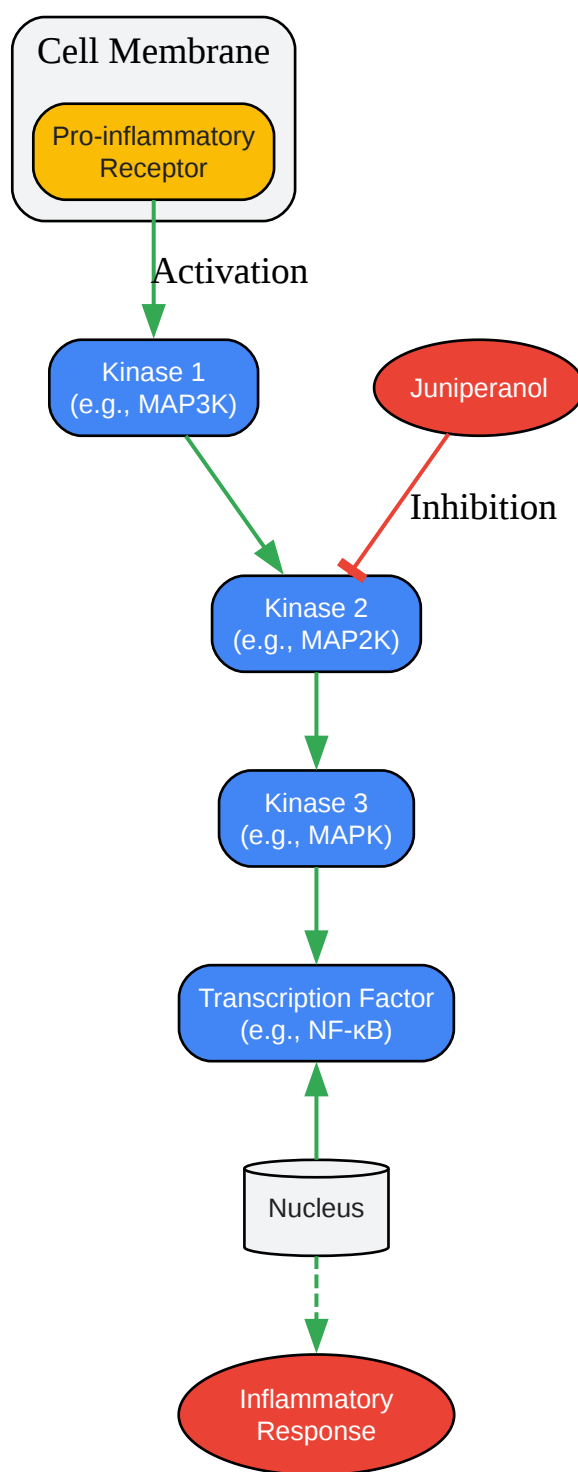 Cell Membrane
Pro-inflammatory
Receptor
Activation
Kinase 1
(e.g., MAP3K)
Juniperanol
Inhibition
Kinase 2
(e.g., MAP2K)
Kinase 3
(e.g., MAPK)
Transcription Factor
(e.g., NF-κB)
Nucleus
Inflammatory
Response